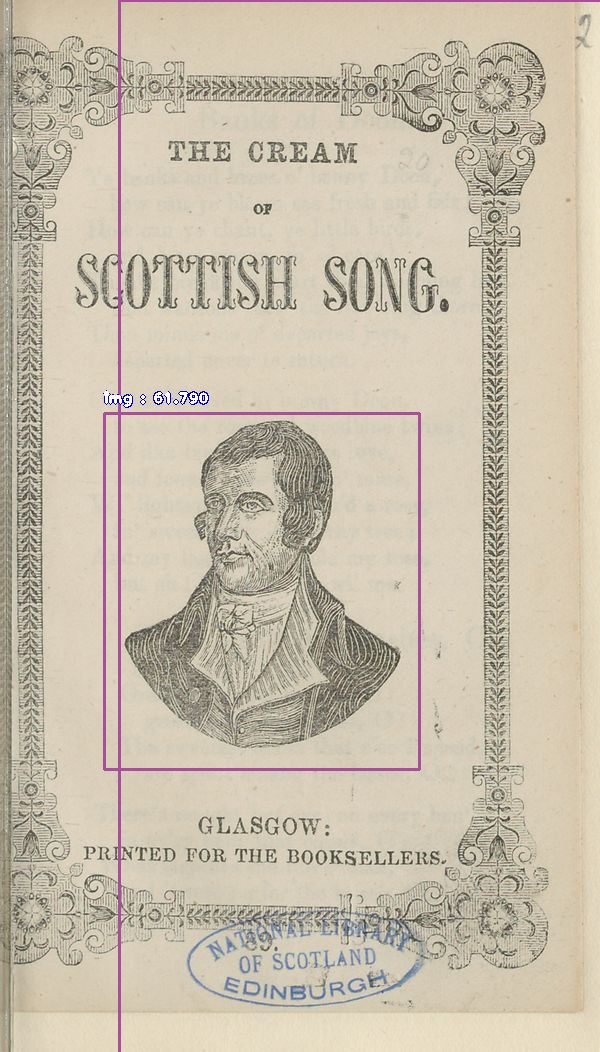 2
20
THE CREAM
OF
SCOTTISH SONG.
img : 61.790
GLASGOW:
PRINTED FOR THE BOOKSELLERS.
89.
NATIONAL LIBRARY
OF SCOTLAND
EDINBURGH